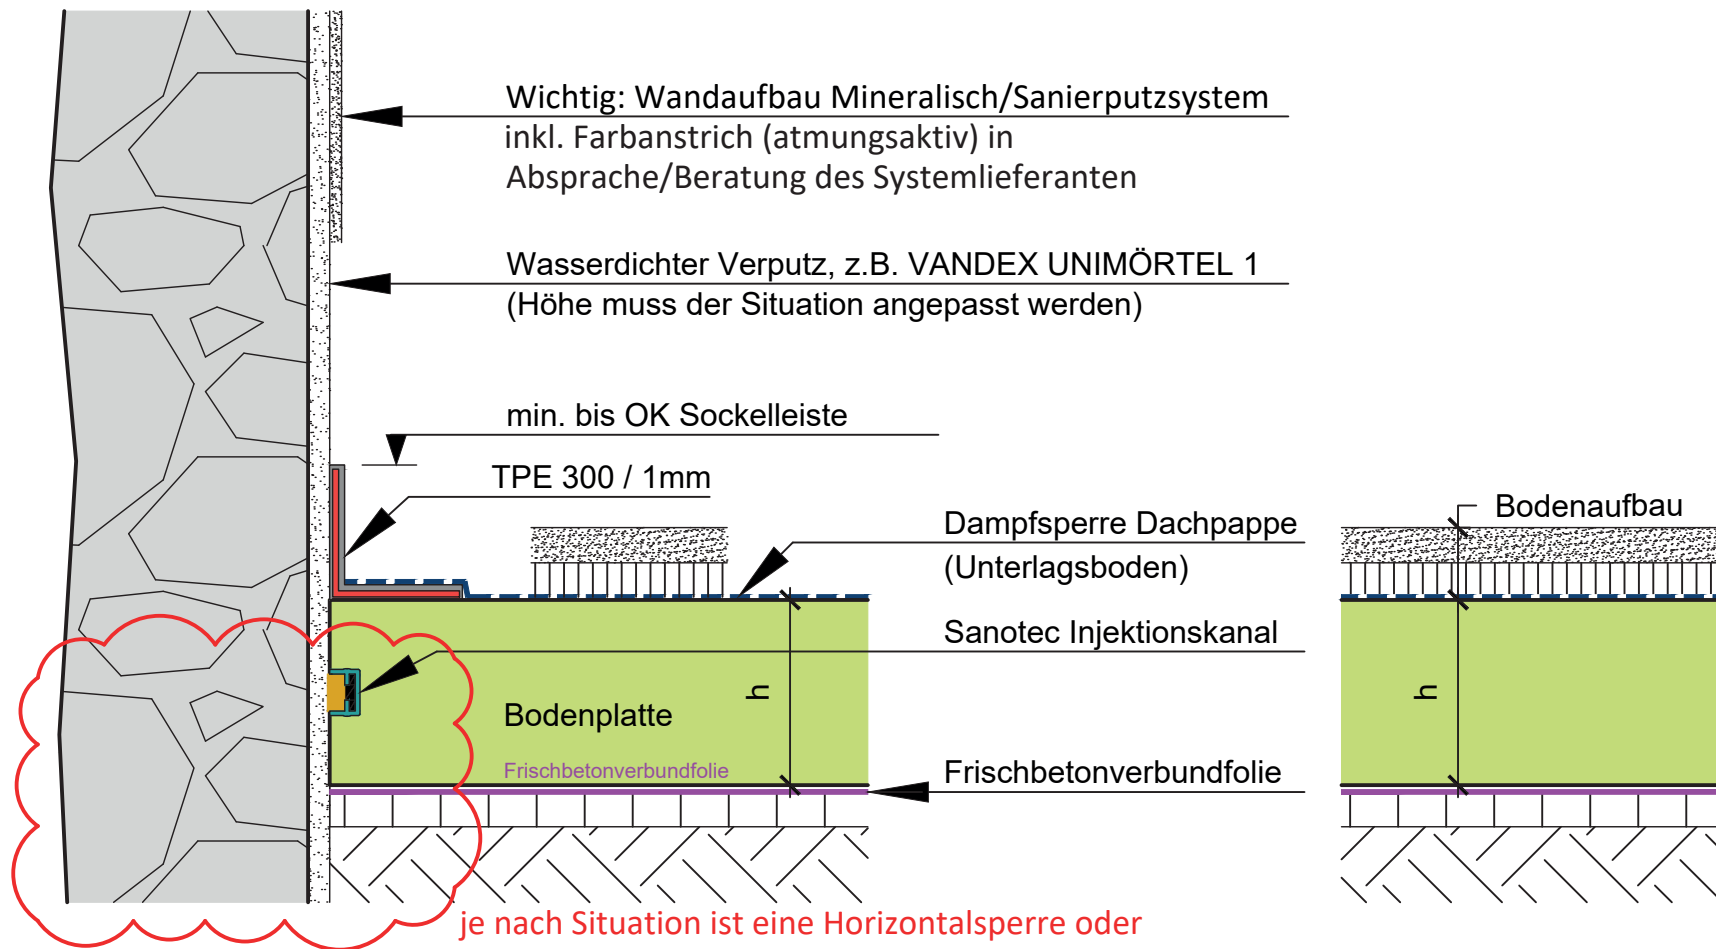 Wichtig: Wandaufbau Mineralisch/Sanierputzsystem
inkl. Farbanstrich (atmungsaktiv) in
Absprache/Beratung des Systemlieferanten
Wasserdichter Verputz, z.B. VANDEX UNIMÖRTEL 1
(Höhe muss der Situation angepasst werden)
min. bis OK Sockelleiste
TPE 300 / 1mm
Bodenaufbau
Dampfsperre Dachpappe
(Unterlagsboden)
Sanotec Injektionskanal
h
h
Bodenplatte
Frischbetonverbundfolie
Frischbetonverbundfolie
je nach Situation ist eine Horizontalsperre oder